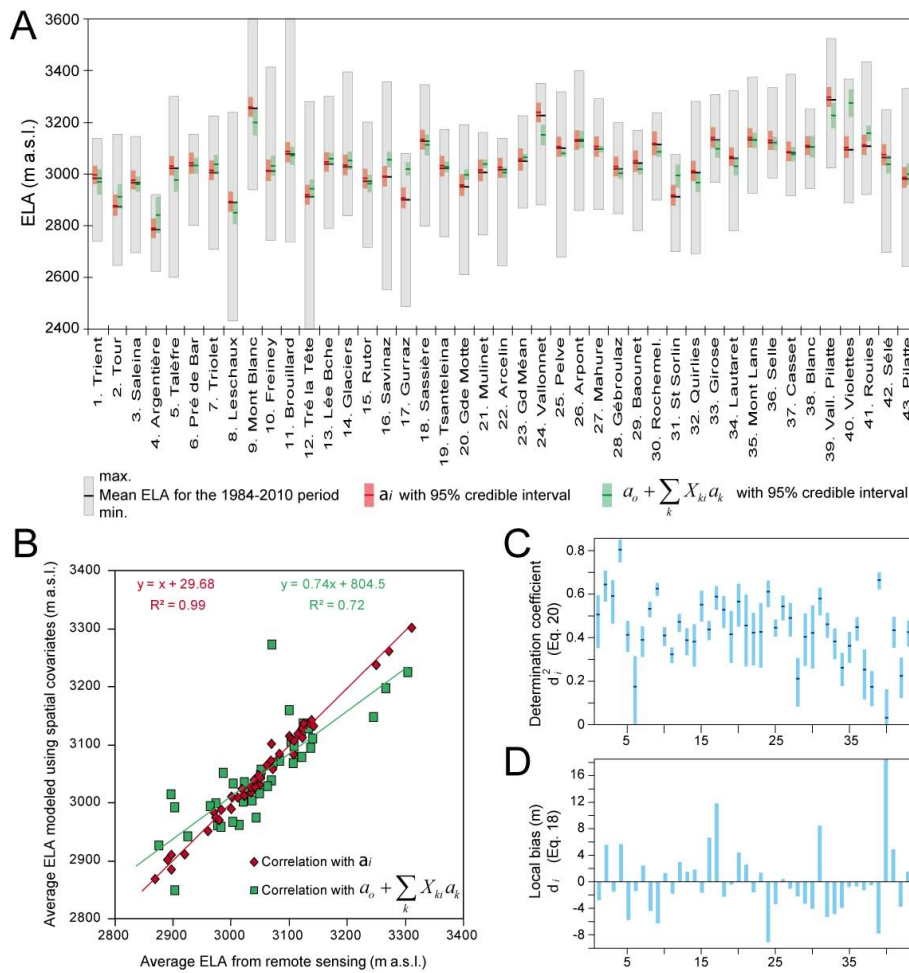 A
3600
3400
3200
3000
2800
2600
2400
ELA (m a.s.l.)
1. Trient
2. Tour
3. Saleina
4. Argentière
5. Talèfre
6. Pré de Bar
7. Triolet
8. Leschaux
9. Mont Blanc
10. Freiney
11. Brouillard
12. Tré la Tête
13. Lée Bche
14. Glaciers
15. Rutor
16. Savinaz
17. Gurraz
18. Sassière
19. Tsanteleina
20. Gde Motte
21. Mulinet
22. Arcelin
23. Gd Méan
24. Vallonnet
25. Pelve
26. Arpont
27. Mahure
28. Gébroulaz
29. Baounet
30. Rochemel.
31. St Sorlin
32. Quirlies
33. Girose
34. Lautaret
35. Mont Lans
36. Selle
37. Casset
38. Blanc
39. Vall. Pilatte
40. Violettes
41. Rouies
42. Sélé
43. Pilatte
max.
Mean ELA for the 1984-2010 period
min.
ai with 95% credible interval
ao + ∑k Xki ak with 95% credible interval
B
Average ELA modeled using spatial covariates (m a.s.l.)
3400
3300
3200
3100
3000
2900
2800
y = x + 29.68
R² = 0.99
y = 0.74x + 804.5
R² = 0.72
Correlation with ai
Correlation with ao + ∑k Xki ak
2800 2900 3000 3100 3200 3300 3400
Average ELA from remote sensing (m a.s.l.)
C
Determination coefficient
di² (Eq. 20)
0.8
0.6
0.4
0.2
0
5 15 25 35
D
Local bias (m)
di (Eq. 18)
16
12
8
4
0
-4
-8
5 15 25 35